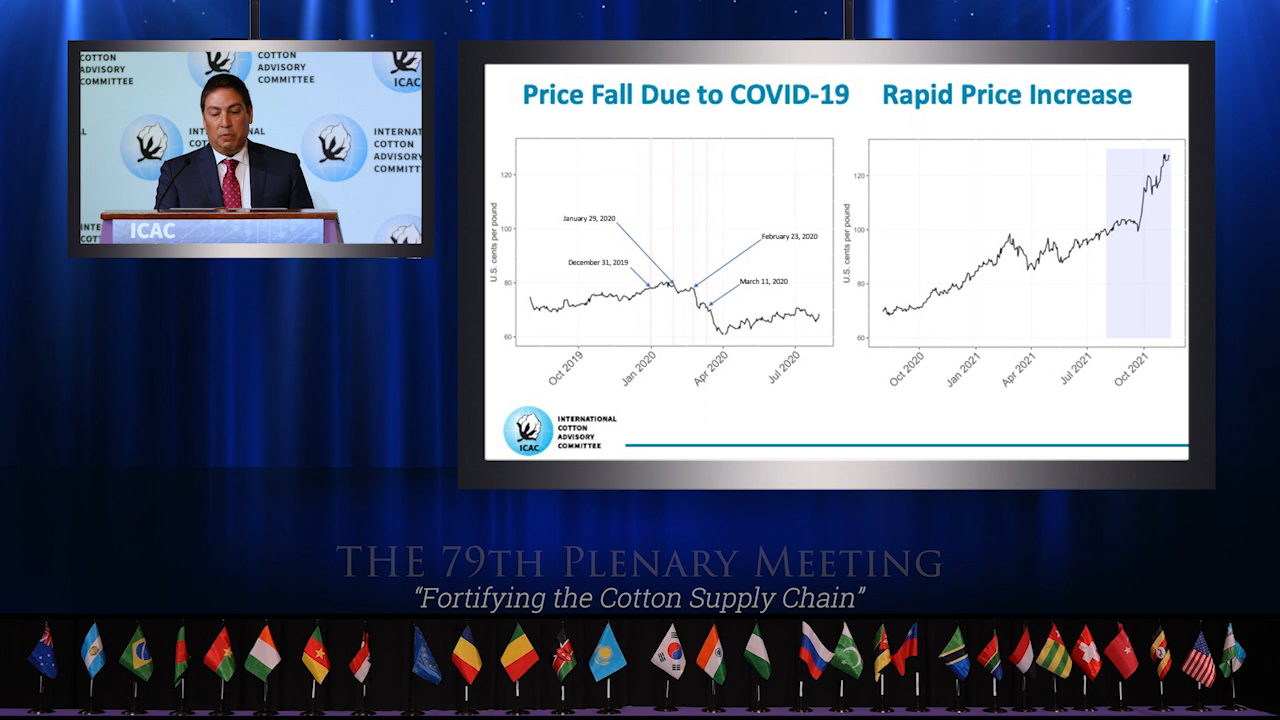 COTTON
ADVISORY
COMMITTEE
COTTON
ADVISORY
COMMITTEE
ICAC
INTERNATIONAL
COTTON
ADVISORY
ICAC
Price Fall Due to COVID-19
Rapid Price Increase
U.S. cents per pound
120
100
80
60
January 29, 2020
December 31, 2019
February 23, 2020
March 11, 2020
Oct 2019
Jan 2020
Apr 2020
Jul 2020
U.S. cents per pound
120
100
80
60
Oct 2020
Jan 2021
Apr 2021
Jul 2021
Oct 2021
ICAC
INTERNATIONAL
COTTON
ADVISORY
COMMITTEE
THE 79TH PLENARY MEETING
“Fortifying the Cotton Supply Chain”